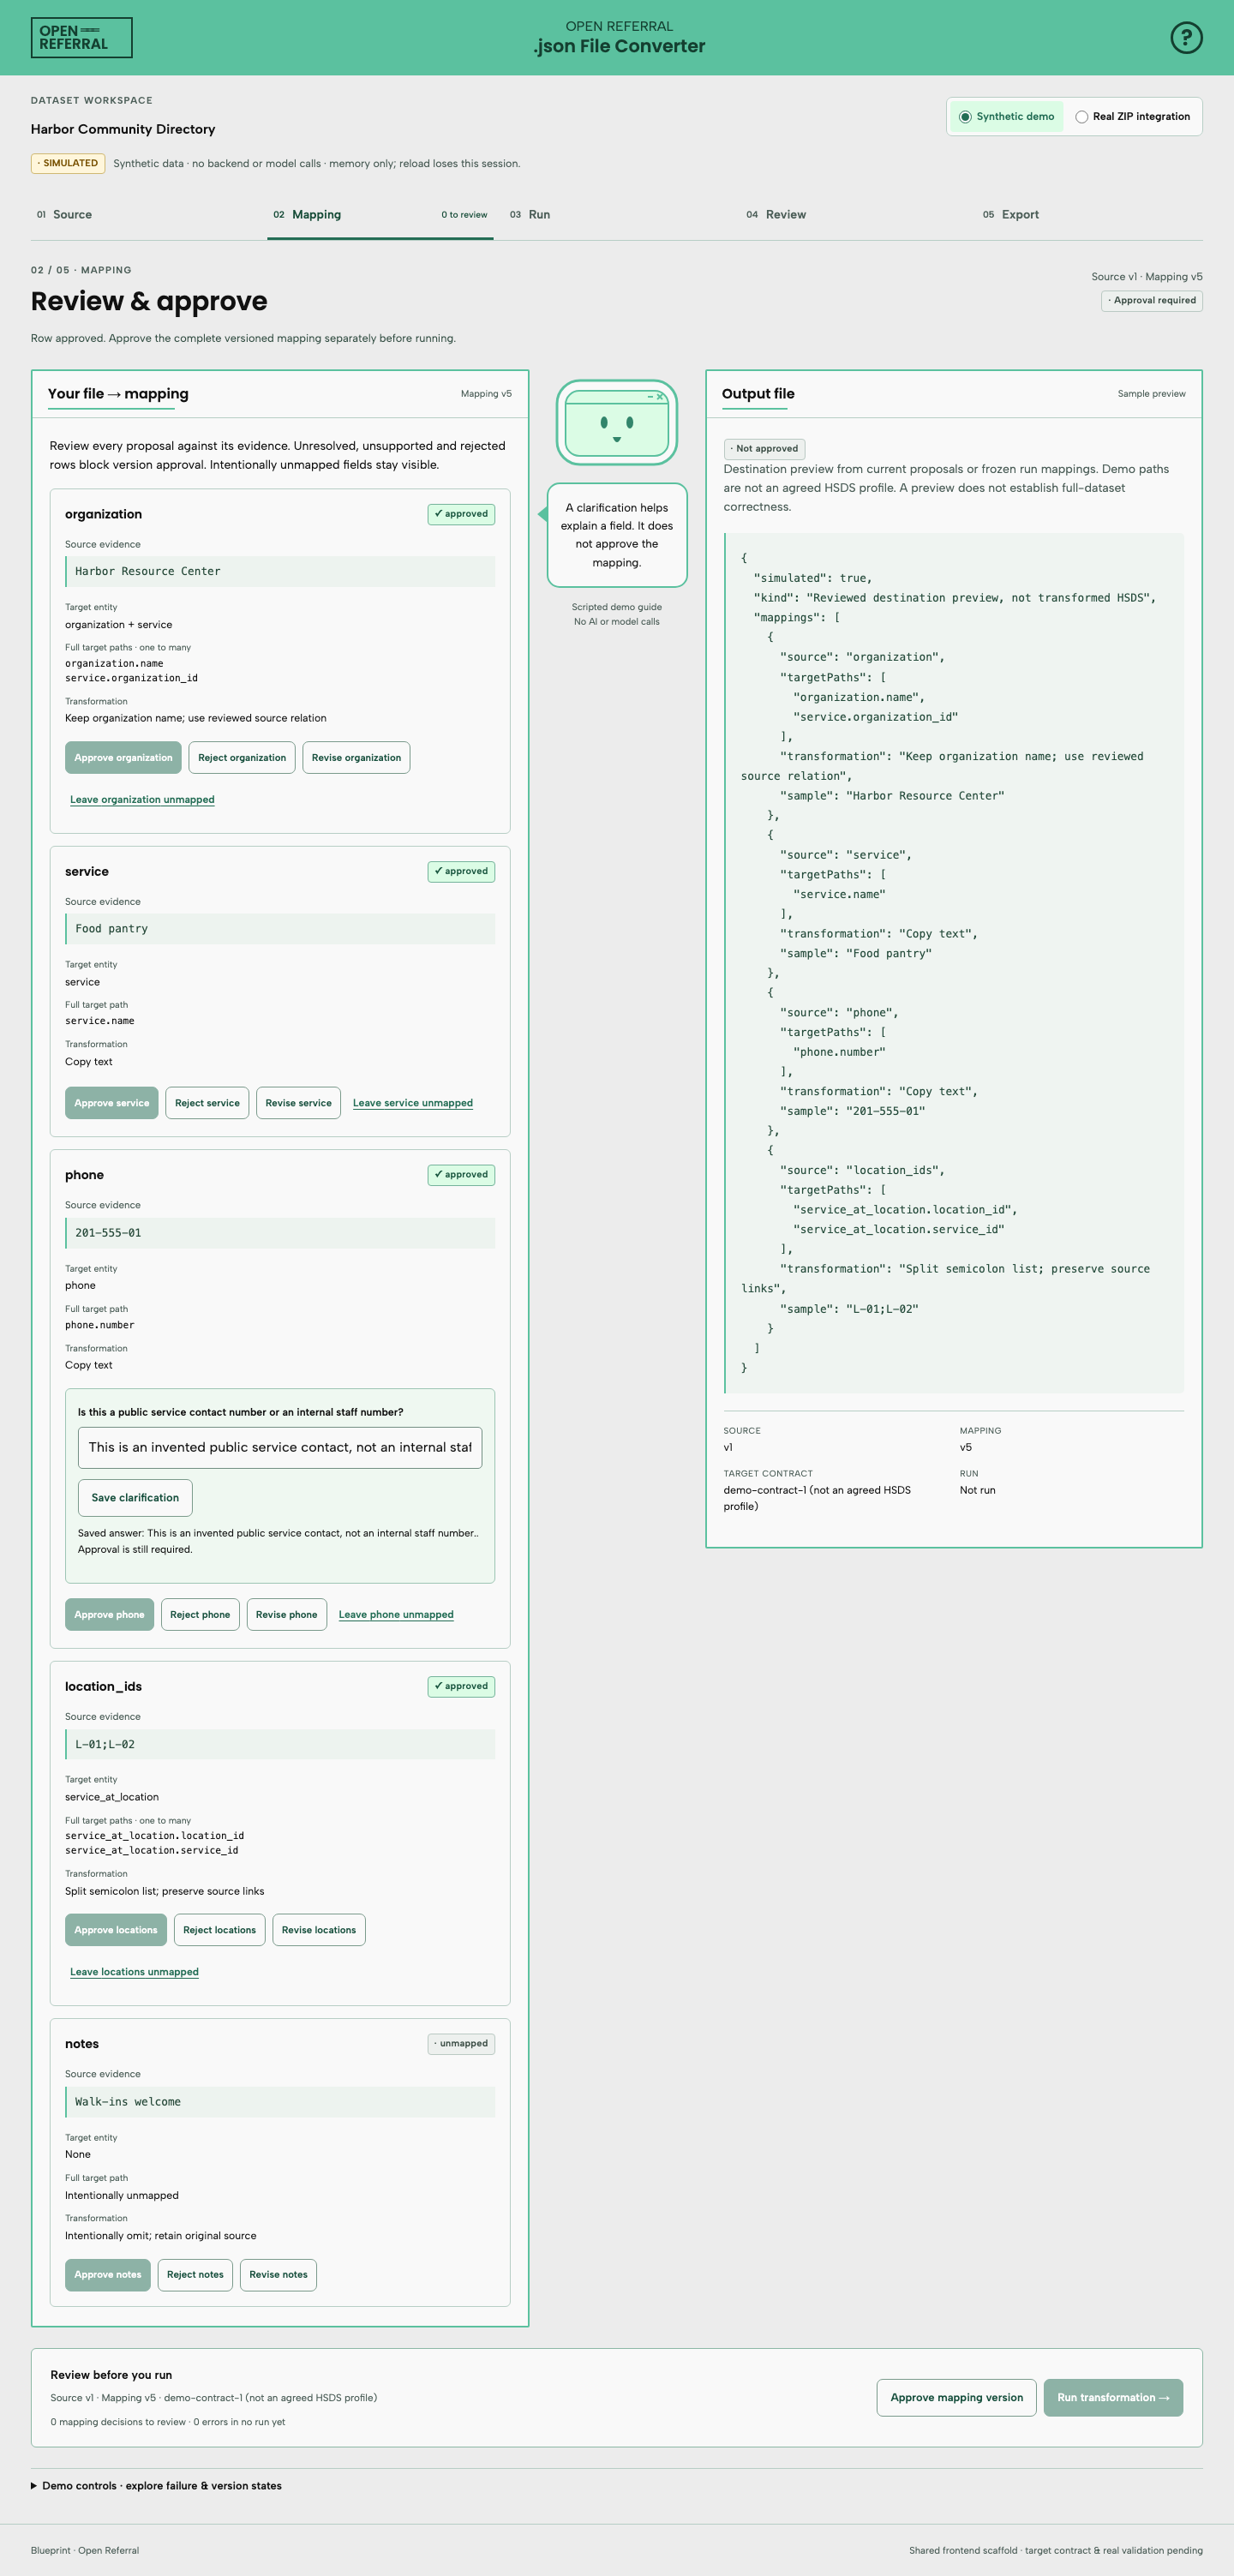 OPEN
REFERRAL
OPEN REFERRAL
.json File Converter
?
DATASET WORKSPACE
Harbor Community Directory
· SIMULATED
Synthetic data · no backend or model calls · memory only; reload loses this session.
Synthetic demo
Real ZIP integration
01 Source
02 Mapping
0 to review
03 Run
04 Review
05 Export
02 / 05 · MAPPING
Review & approve
Row approved. Approve the complete versioned mapping separately before running.
Source v1 · Mapping v5
· Approval required
Your file → mapping
Mapping v5
Review every proposal against its evidence. Unresolved, unsupported and rejected
rows block version approval. Intentionally unmapped fields stay visible.
organization
✓ approved
Source evidence
Harbor Resource Center
Target entity
organization + service
Full target paths · one to many
organization.name
service.organization_id
Transformation
Keep organization name; use reviewed source relation
Approve organization
Reject organization
Revise organization
Leave organization unmapped
service
✓ approved
Source evidence
Food pantry
Target entity
service
Full target path
service.name
Transformation
Copy text
Approve service
Reject service
Revise service
Leave service unmapped
phone
✓ approved
Source evidence
201-555-01
Target entity
phone
Full target path
phone.number
Transformation
Copy text
Is this a public service contact number or an internal staff number?
This is an invented public service contact, not an internal staf
Save clarification
Saved answer: This is an invented public service contact, not an internal staff number..
Approval is still required.
Approve phone
Reject phone
Revise phone
Leave phone unmapped
location_ids
✓ approved
Source evidence
L-01;L-02
Target entity
service_at_location
Full target paths · one to many
service_at_location.location_id
service_at_location.service_id
Transformation
Split semicolon list; preserve source links
Approve locations
Reject locations
Revise locations
Leave locations unmapped
notes
· unmapped
Source evidence
Walk-ins welcome
Target entity
None
Full target path
Intentionally unmapped
Transformation
Intentionally omit; retain original source
Approve notes
Reject notes
Revise notes
A clarification helps
explain a field. It does
not approve the
mapping.
Scripted demo guide
No AI or model calls
Output file
Sample preview
· Not approved
Destination preview from current proposals or frozen run mappings. Demo paths
are not an agreed HSDS profile. A preview does not establish full-dataset
correctness.
{
"simulated": true,
"kind": "Reviewed destination preview, not transformed HSDS",
"mappings": [
{
"source": "organization",
"targetPaths": [
"organization.name",
"service.organization_id"
],
"transformation": "Keep organization name; use reviewed
source relation",
"sample": "Harbor Resource Center"
},
{
"source": "service",
"targetPaths": [
"service.name"
],
"transformation": "Copy text",
"sample": "Food pantry"
},
{
"source": "phone",
"targetPaths": [
"phone.number"
],
"transformation": "Copy text",
"sample": "201-555-01"
},
{
"source": "location_ids",
"targetPaths": [
"service_at_location.location_id",
"service_at_location.service_id"
],
"transformation": "Split semicolon list; preserve source
links",
"sample": "L-01;L-02"
}
]
}
SOURCE
v1
MAPPING
v5
TARGET CONTRACT
demo-contract-1 (not an agreed HSDS
profile)
RUN
Not run
Review before you run
Source v1 · Mapping v5 · demo-contract-1 (not an agreed HSDS profile)
0 mapping decisions to review · 0 errors in no run yet
Approve mapping version
Run transformation →
▶ Demo controls · explore failure & version states
Blueprint · Open Referral
Shared frontend scaffold · target contract & real validation pending